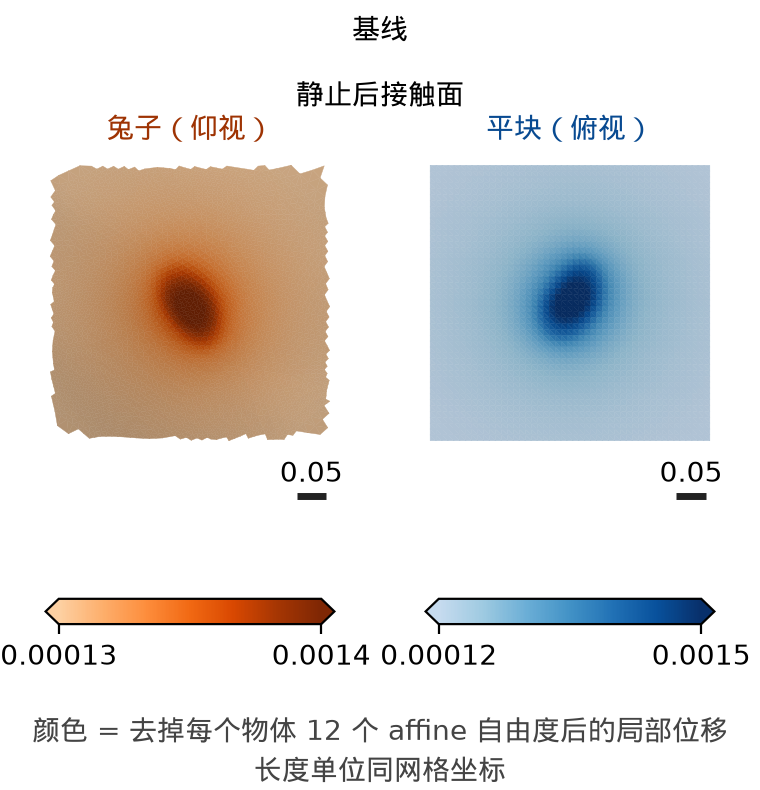 基线
静止后接触面
兔子（仰视）
平块（俯视）
0.05
0.05
0.00013
0.0014
0.00012
0.0015
颜色 = 去掉每个物体 12 个 affine 自由度后的局部位移
长度单位同网格坐标